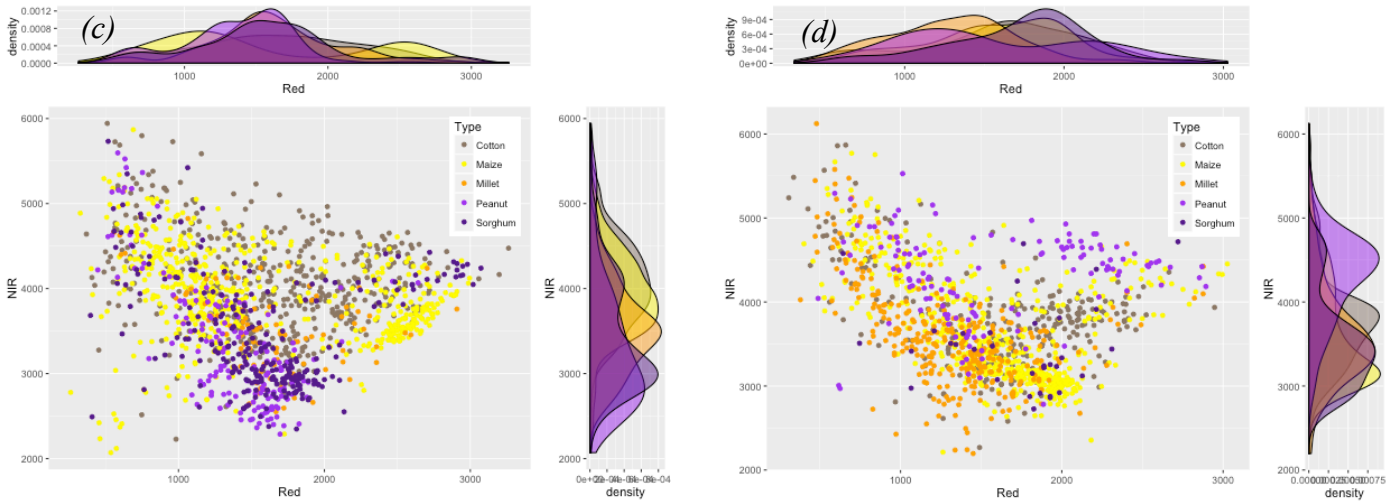 (c)
density
0.0012
0.0008
0.0004
0.0000
1000 2000 3000
Red
6000
5000
4000
3000
2000
NIR
1000 2000 3000
Red
Type
Cotton
Maize
Millet
Peanut
Sorghum
6000
5000
4000
3000
2000
NIR
density
(d)
density
9e-04
6e-04
3e-04
0e+00
1000 2000 3000
Red
6000
5000
4000
3000
2000
NIR
1000 2000 3000
Red
Type
Cotton
Maize
Millet
Peanut
Sorghum
6000
5000
4000
3000
2000
NIR
density